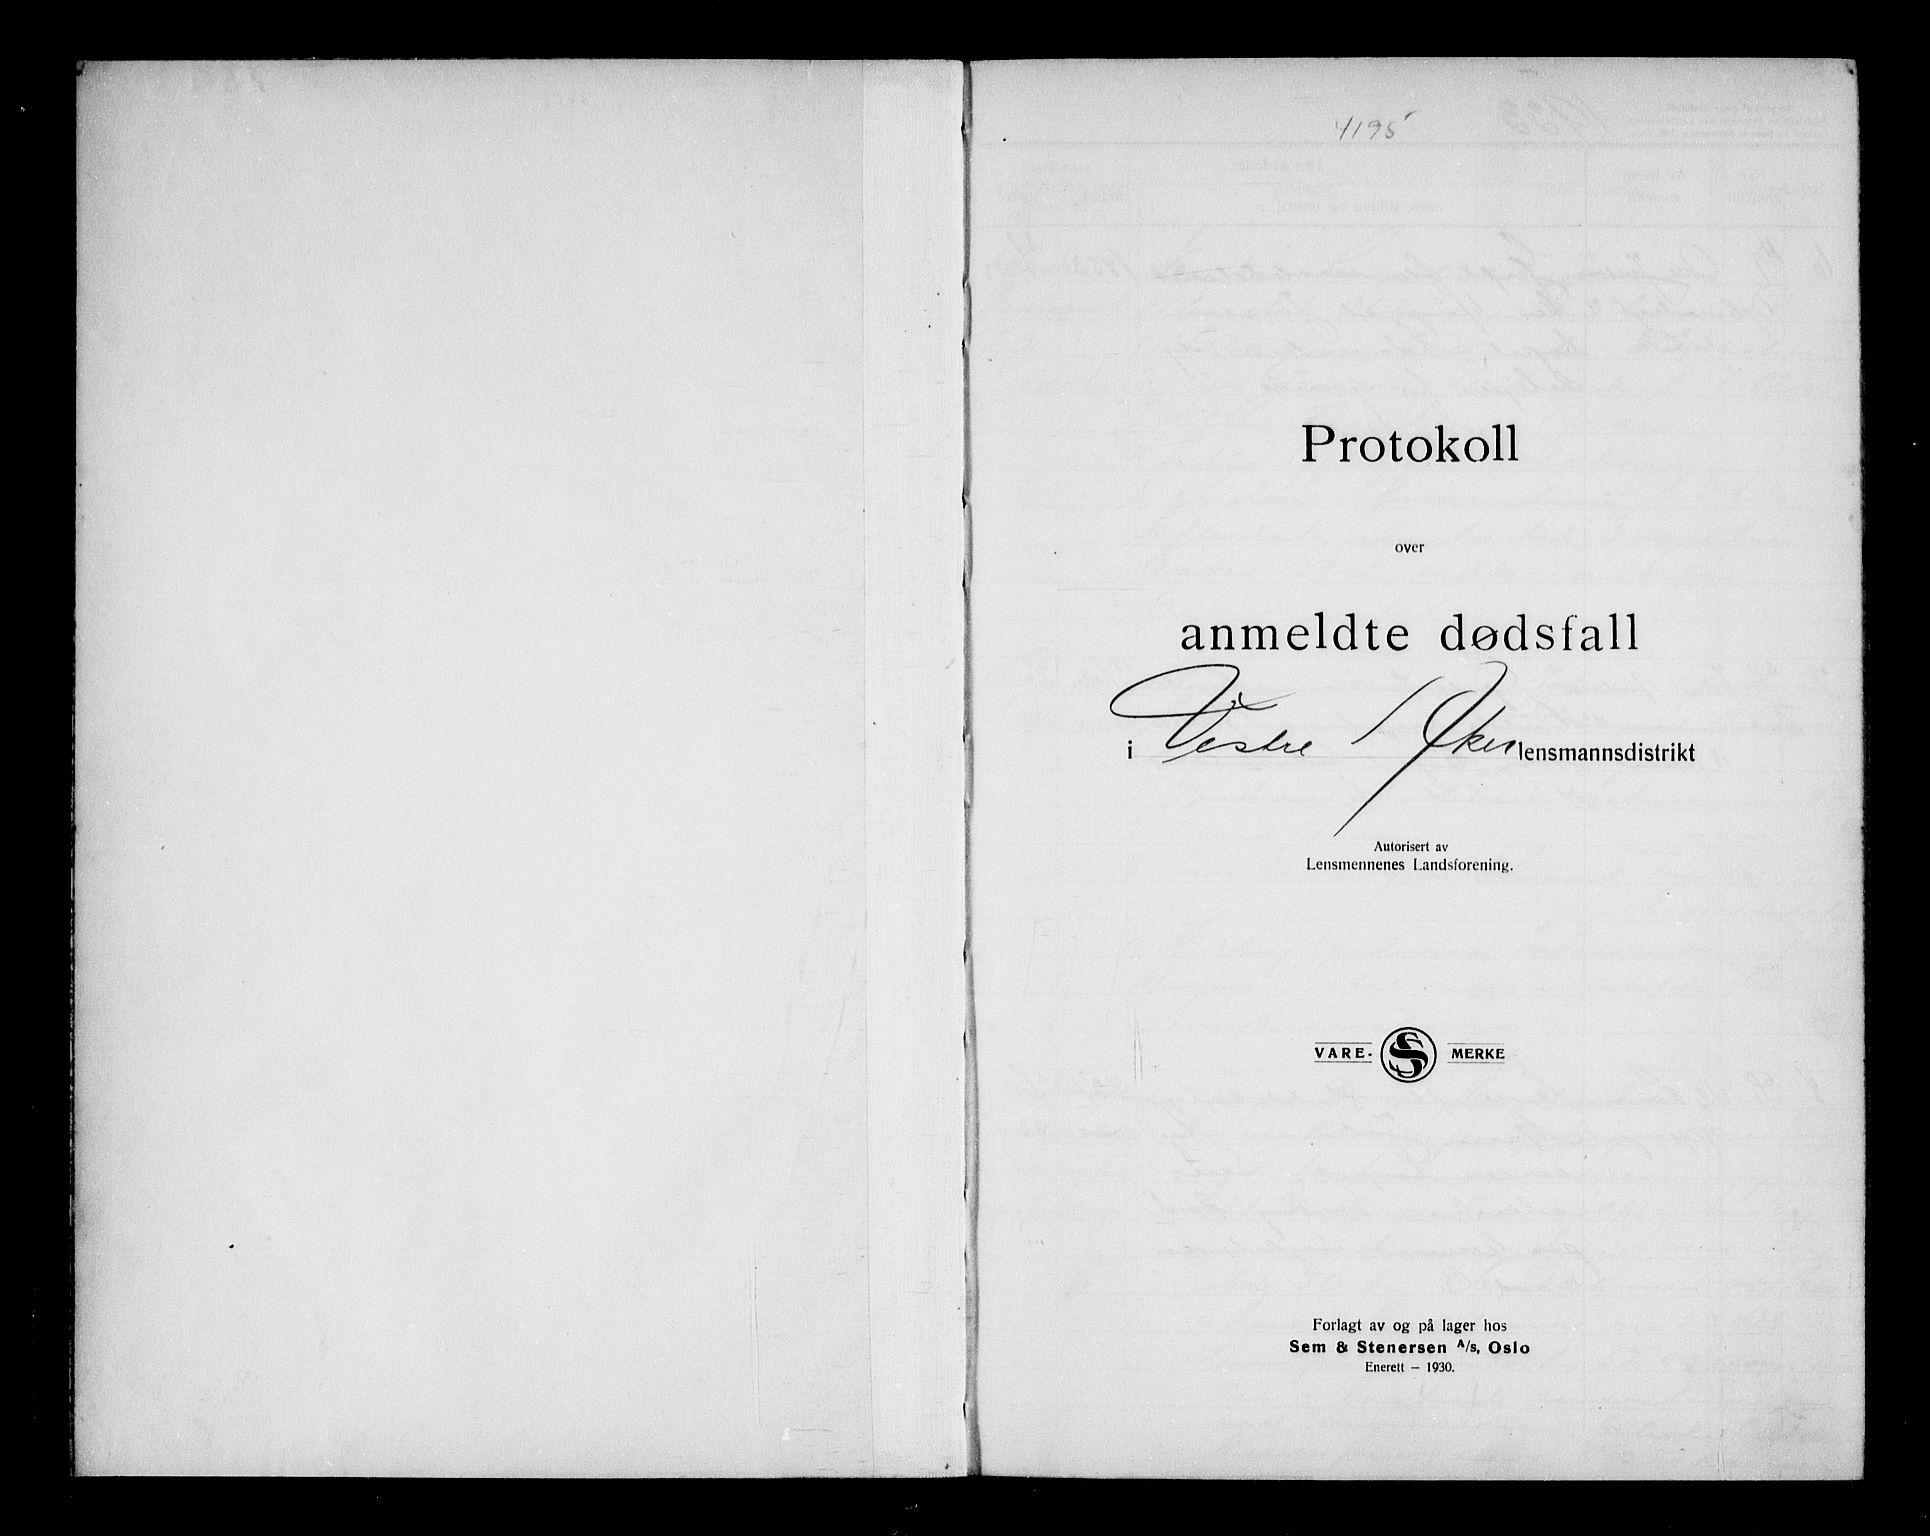 4195
Protokoll
over
anmeldte dødsfall
i Vestre Aker lensmannsdistrikt
Autorisert av
Lensmennenes Landsforening.
VARE- SS MERKE
Forlagt av og på lager hos
Sem & Stenersen A/s, Oslo
Enerett — 1930.